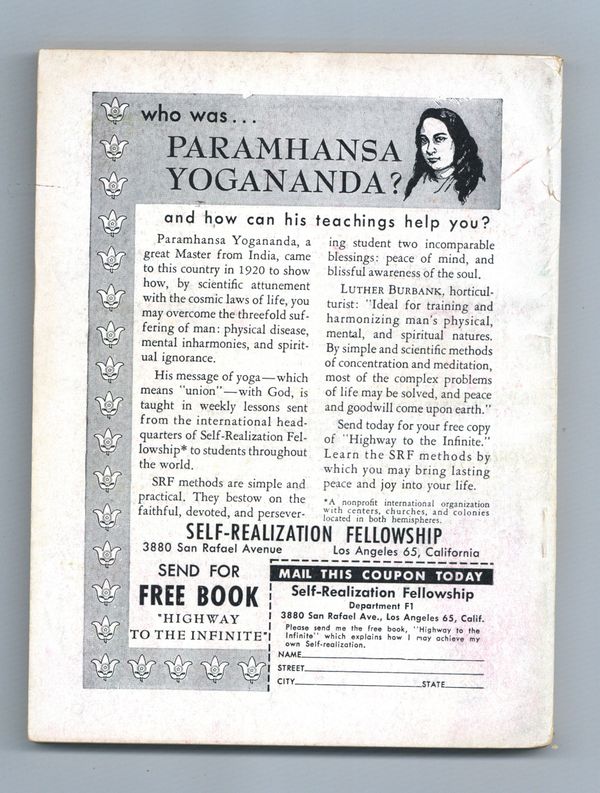 who was...
PARAMHANSA
YOGANANDA?
and how can his teachings help you?
Paramhansa Yogananda, a
great Master from India, came
to this country in 1920 to show
how, by scientific attunement
with the cosmic laws of life, you
may overcome the threefold suf-
fering of man: physical disease,
mental inharmonies, and spirit-
ual ignorance.
His message of yoga—which
means "union"—with God, is
taught in weekly lessons sent
from the international head-
quarters of Self-Realization Fel-
lowship* to students throughout
the world.
SRF methods are simple and
practical. They bestow on the
faithful, devoted, and persever-
ing student two incomparable
blessings: peace of mind, and
blissful awareness of the soul.
LUTHER BURBANK, horticul-
turist: "Ideal for training and
harmonizing man's physical,
mental, and spiritual natures.
By simple and scientific methods
of concentration and meditation,
most of the complex problems
of life may be solved, and peace
and goodwill come upon earth."
Send today for your free copy
of "Highway to the Infinite."
Learn the SRF methods by
which you may bring lasting
peace and joy into your life.
*A nonprofit international organization
with centers, churches, and colonies
located in both hemispheres.
SELF-REALIZATION FELLOWSHIP
3880 San Rafael Avenue Los Angeles 65, California
SEND FOR
FREE BOOK
"HIGHWAY
TO THE INFINITE"
MAIL THIS COUPON TODAY
Self-Realization Fellowship
Department F1
3880 San Rafael Ave., Los Angeles 65, Calif.
Please send me the free book, "Highway to the
Infinite" which explains how I may achieve my
own Self-realization.
NAME
STREET
CITY STATE